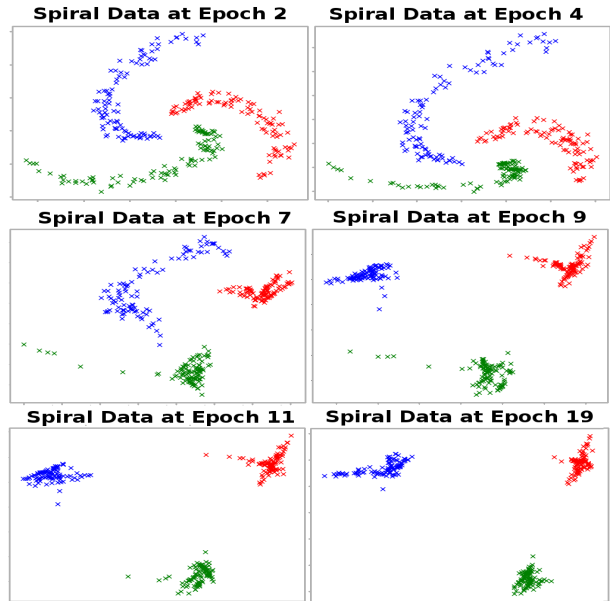 Spiral Data at Epoch 2
Spiral Data at Epoch 4
Spiral Data at Epoch 7
Spiral Data at Epoch 9
Spiral Data at Epoch 11
Spiral Data at Epoch 19